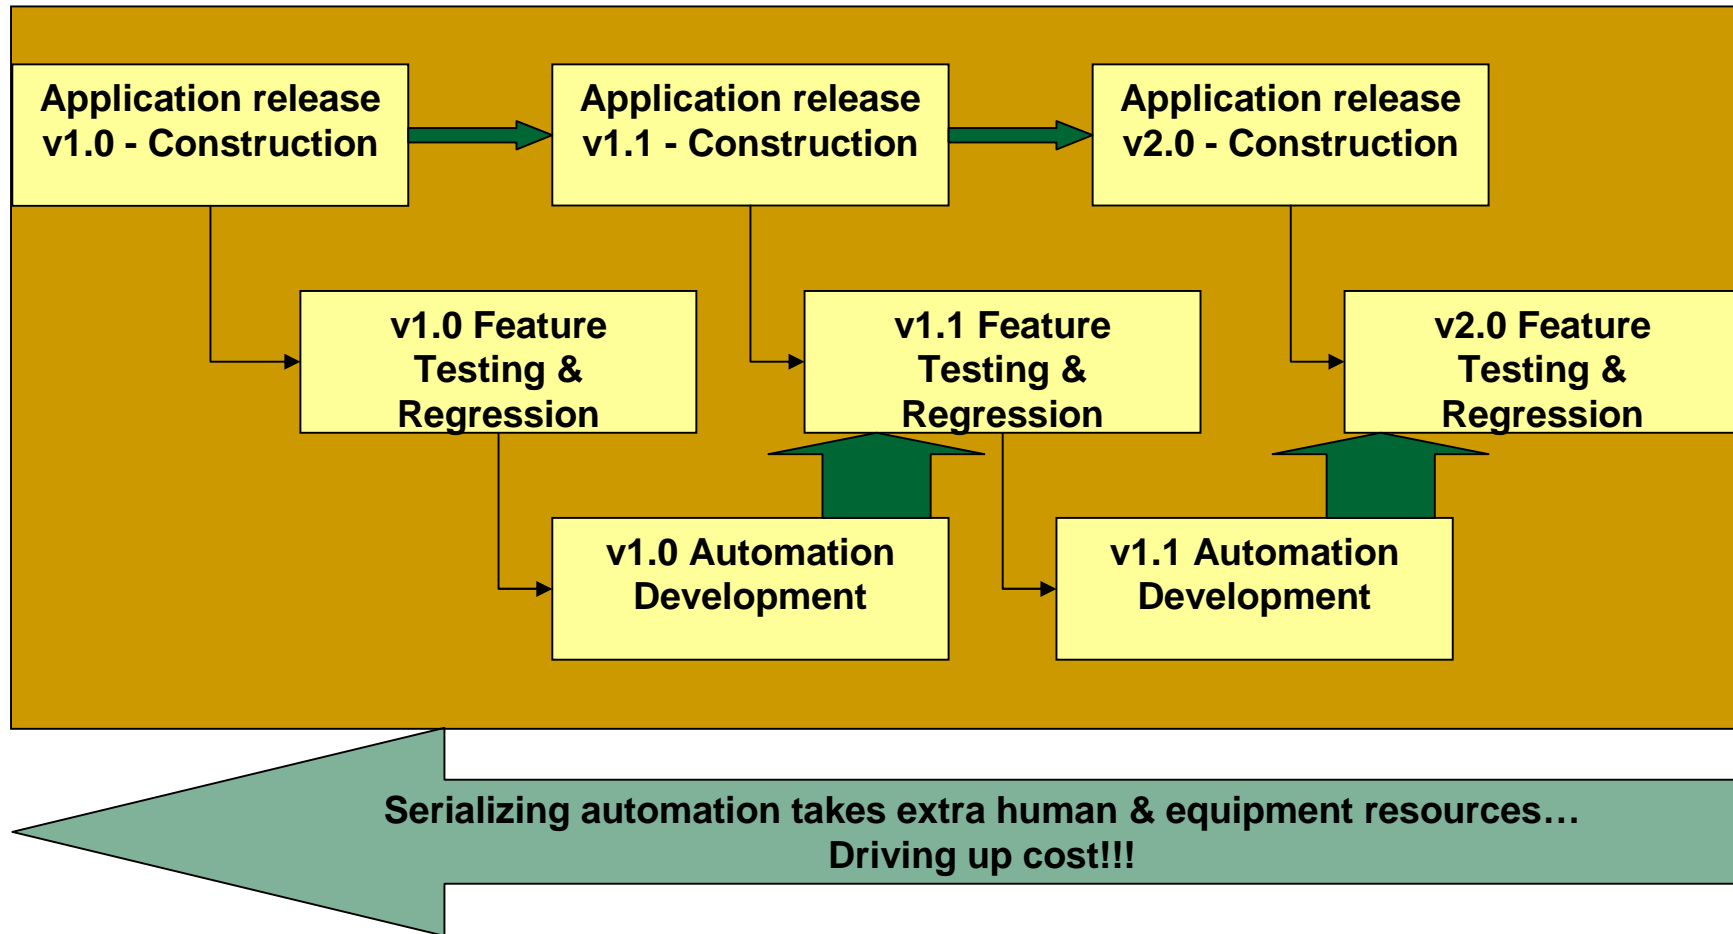 Application release
v1.0 - Construction
Application release
v1.1 - Construction
Application release
v2.0 - Construction
v1.0 Feature
Testing &
Regression
v1.1 Feature
Testing &
Regression
v2.0 Feature
Testing &
Regression
v1.0 Automation
Development
v1.1 Automation
Development
Serializing automation takes extra human & equipment resources…
Driving up cost!!!